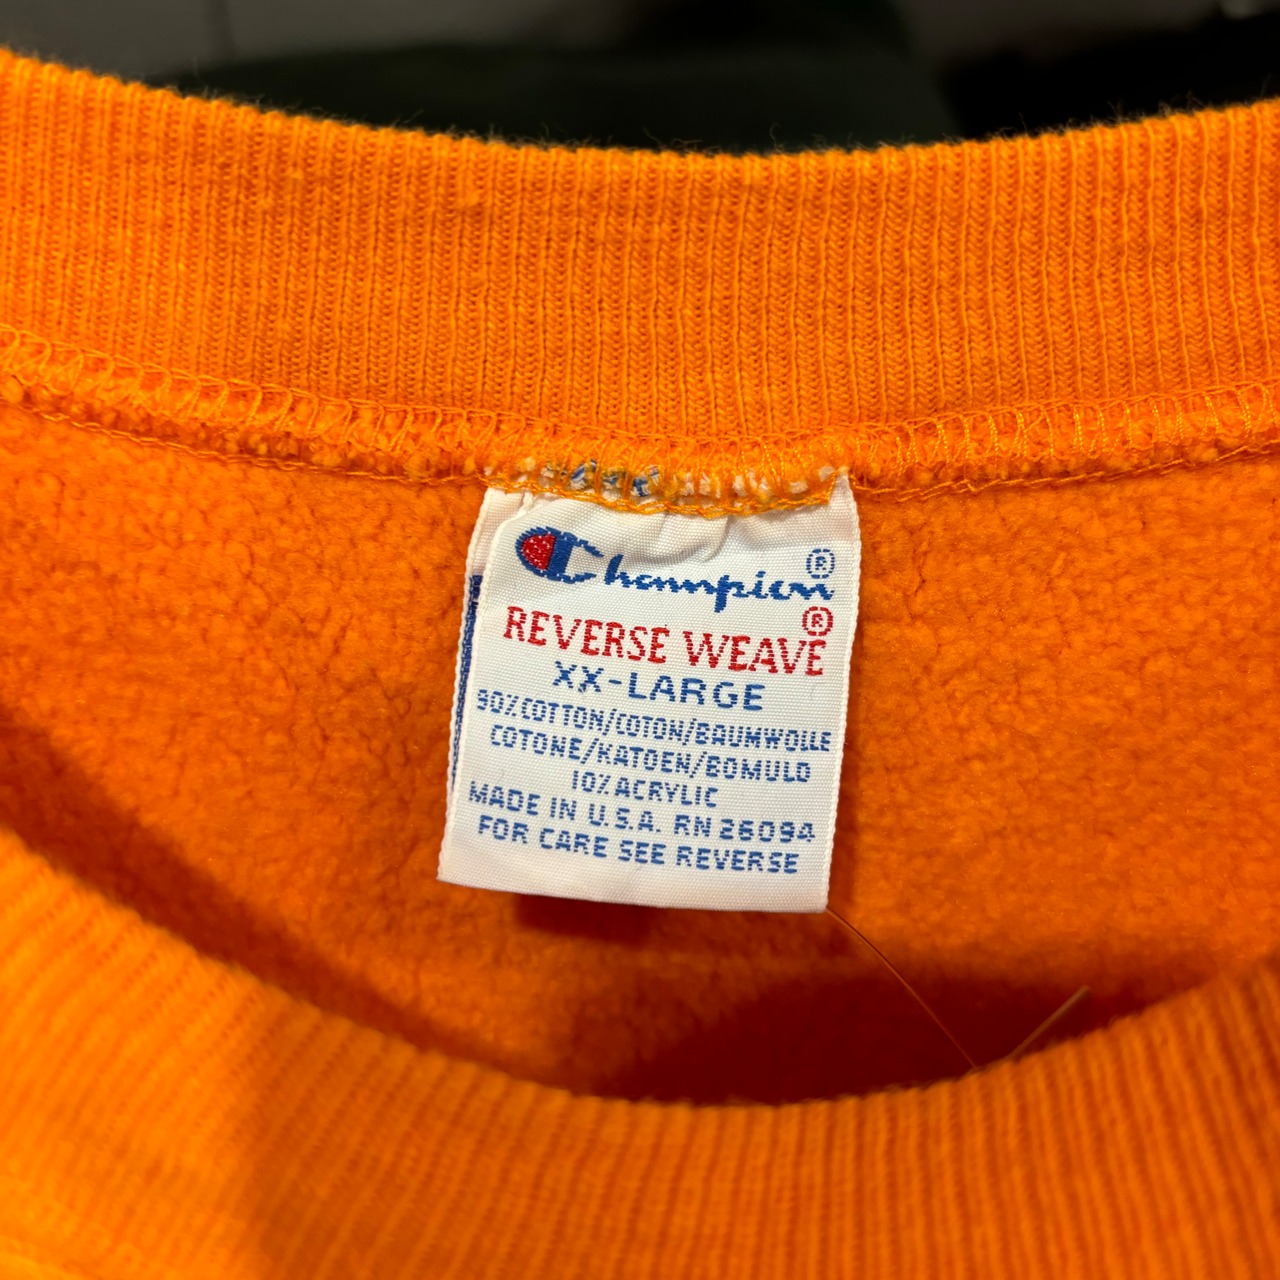 Champion®
REVERSE WEAVE®
XX-LARGE
90% COTTON/COTON/BAUMWOLLE
COTONE/KATOEN/BOMULD
10% ACRYLIC
MADE IN U.S.A. RN 26094
FOR CARE SEE REVERSE